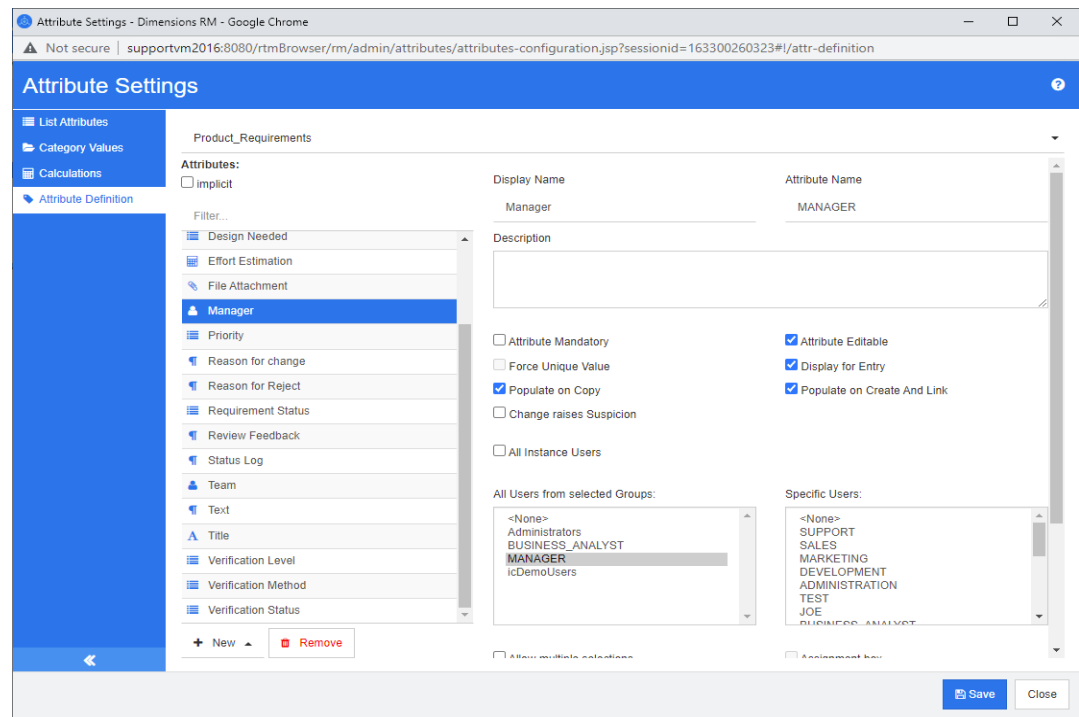 Attribute Settings - Dimensions RM - Google Chrome
Not secure | supportvm2016:8080/rtmBrowser/rm/admin/attributes/attributes-configuration.jsp?sessionid=163300260323#!/attr-definition
Attribute Settings
List Attributes
Category Values
Calculations
Attribute Definition
Product_Requirements
Attributes:
implicit
Filter...
Design Needed
Effort Estimation
File Attachment
Manager
Priority
Reason for change
Reason for Reject
Requirement Status
Review Feedback
Status Log
Team
Text
Title
Verification Level
Verification Method
Verification Status
New
Remove
Display Name
Attribute Name
Manager
MANAGER
Description
Attribute Mandatory
Attribute Editable
Force Unique Value
Display for Entry
Populate on Copy
Populate on Create And Link
Change raises Suspicion
All Instance Users
All Users from selected Groups:
<None>
Administrators
BUSINESS_ANALYST
MANAGER
icDemoUsers
Specific Users:
<None>
SUPPORT
SALES
MARKETING
DEVELOPMENT
ADMINISTRATION
TEST
JOE
BUSINESS_ANALYST
Allow multiple selections
Assignment box
Save
Close